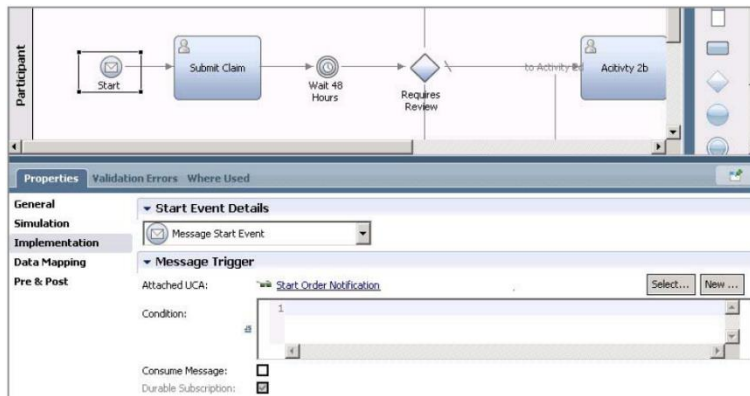 Participant
Start
Submit Claim
Wait 48
Hours
Requires
Review
to Activity 2d
Acitivty 2b
Properties Validation Errors Where Used
General
Simulation
Implementation
Data Mapping
Pre & Post
Start Event Details
Message Start Event
Message Trigger
Attached UCA: Start Order Notification Select... New ...
Condition: 1
Consume Message:
Durable Subscription: